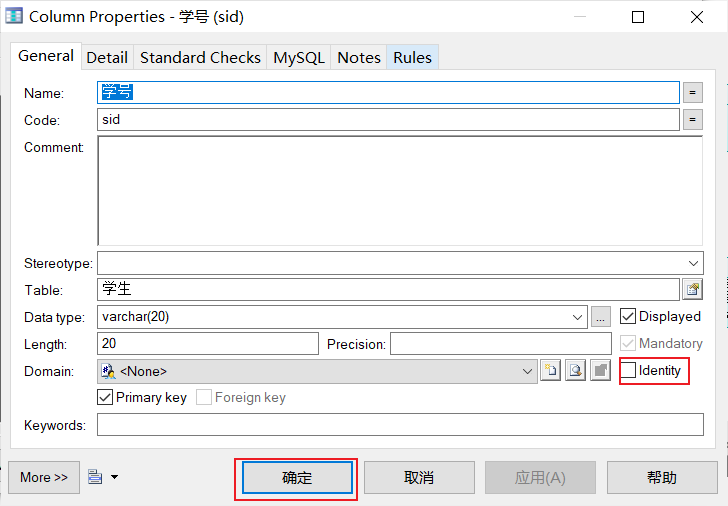 Column Properties - 学号 (sid)
General Detail Standard Checks MySQL Notes Rules
Name: 学号 =
Code: sid =
Comment:
Stereotype:
Table: 学生
Data type: varchar(20) ... Displayed
Length: 20 Precision: Mandatory
Domain: <None> Identity
Primary key Foreign key
Keywords:
More >> 确定 取消 应用(A) 帮助